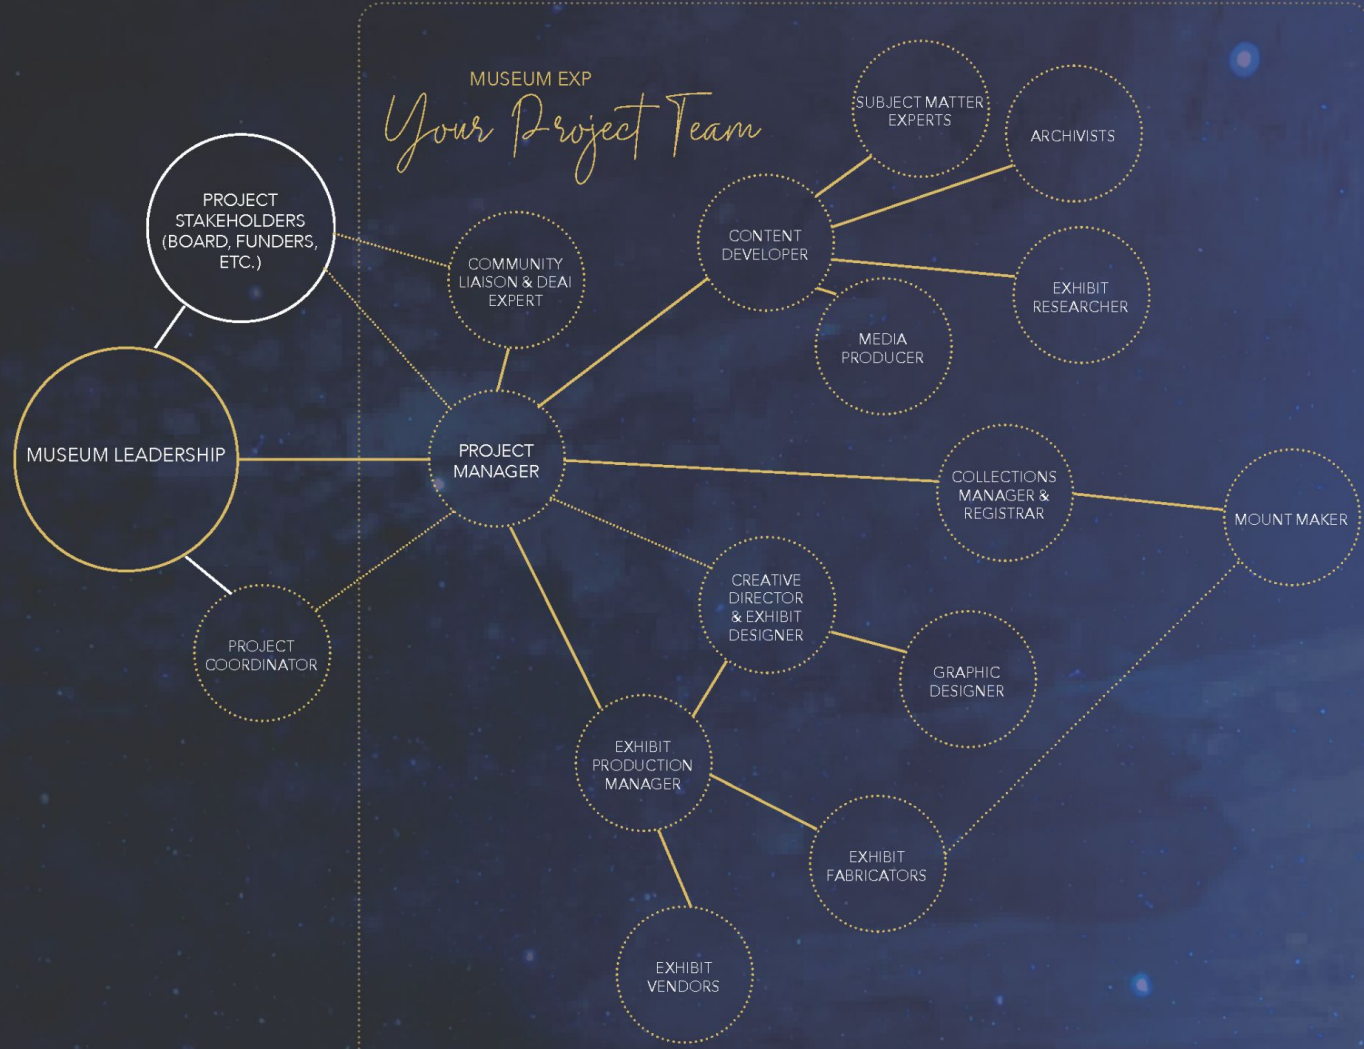 MUSEUM EXP
Your Project Team
SUBJECT MATTER
EXPERTS
ARCHIVISTS
PROJECT
STAKEHOLDERS
(BOARD, FUNDERS,
ETC.)
COMMUNITY
LIAISON & DEAI
EXPERT
CONTENT
DEVELOPER
EXHIBIT
RESEARCHER
MEDIA
PRODUCER
MUSEUM LEADERSHIP
PROJECT
MANAGER
COLLECTIONS
MANAGER &
REGISTRAR
MOUNT MAKER
CREATIVE
DIRECTOR
& EXHIBIT
DESIGNER
PROJECT
COORDINATOR
GRAPHIC
DESIGNER
EXHIBIT
PRODUCTION
MANAGER
EXHIBIT
FABRICATORS
EXHIBIT
VENDORS